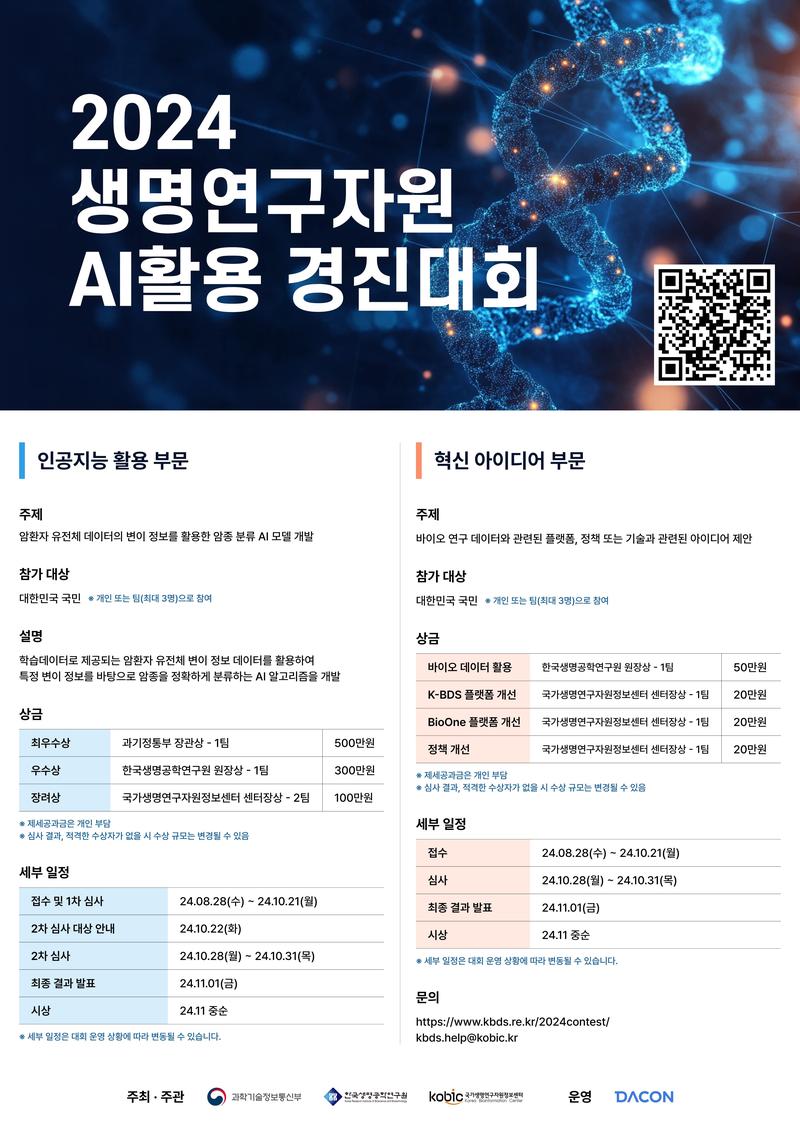 2024
생명연구자원
AI활용 경진대회
인공지능 활용 부문
주제
암환자 유전체 데이터의 변이 정보를 활용한 암종 분류 AI 모델 개발
참가 대상
대한민국 국민 ※ 개인 또는 팀(최대 3명)으로 참여
설명
학습데이터로 제공되는 암환자 유전체 변이 정보 데이터를 활용하여
특정 변이 정보를 바탕으로 암종을 정확하게 분류하는 AI 알고리즘을 개발
상금
최우수상 과기정통부 장관상 - 1팀 500만원
우수상 한국생명공학연구원 원장상 - 1팀 300만원
장려상 국가생명연구자원정보센터 센터장상 - 2팀 100만원
※ 제세공과금은 개인 부담
※ 심사 결과, 적격한 수상자가 없을 시 수상 규모는 변경될 수 있음
세부 일정
접수 및 1차 심사 24.08.28(수) ~ 24.10.21(월)
2차 심사 대상 안내 24.10.22(화)
2차 심사 24.10.28(월) ~ 24.10.31(목)
최종 결과 발표 24.11.01(금)
시상 24.11 중순
※ 세부 일정은 대회 운영 상황에 따라 변동될 수 있습니다.
혁신 아이디어 부문
주제
바이오 연구 데이터와 관련된 플랫폼, 정책 또는 기술과 관련된 아이디어 제안
참가 대상
대한민국 국민 ※ 개인 또는 팀(최대 3명)으로 참여
상금
바이오 데이터 활용 한국생명공학연구원 원장상 - 1팀 50만원
K-BDS 플랫폼 개선 국가생명연구자원정보센터 센터장상 - 1팀 20만원
BioOne 플랫폼 개선 국가생명연구자원정보센터 센터장상 - 1팀 20만원
정책 개선 국가생명연구자원정보센터 센터장상 - 1팀 20만원
※ 제세공과금은 개인 부담
※ 심사 결과, 적격한 수상자가 없을 시 수상 규모는 변경될 수 있음
세부 일정
접수 24.08.28(수) ~ 24.10.21(월)
심사 24.10.28(월) ~ 24.10.31(목)
최종 결과 발표 24.11.01(금)
시상 24.11 중순
※ 세부 일정은 대회 운영 상황에 따라 변동될 수 있습니다.
문의
https://www.kbds.re.kr/2024contest/
kbds.help@kobic.kr
주최 · 주관 과학기술정보통신부 한국생명공학연구원 kobic 국가생명연구자원정보센터 Korea Bioinformation Center 운영 DACON